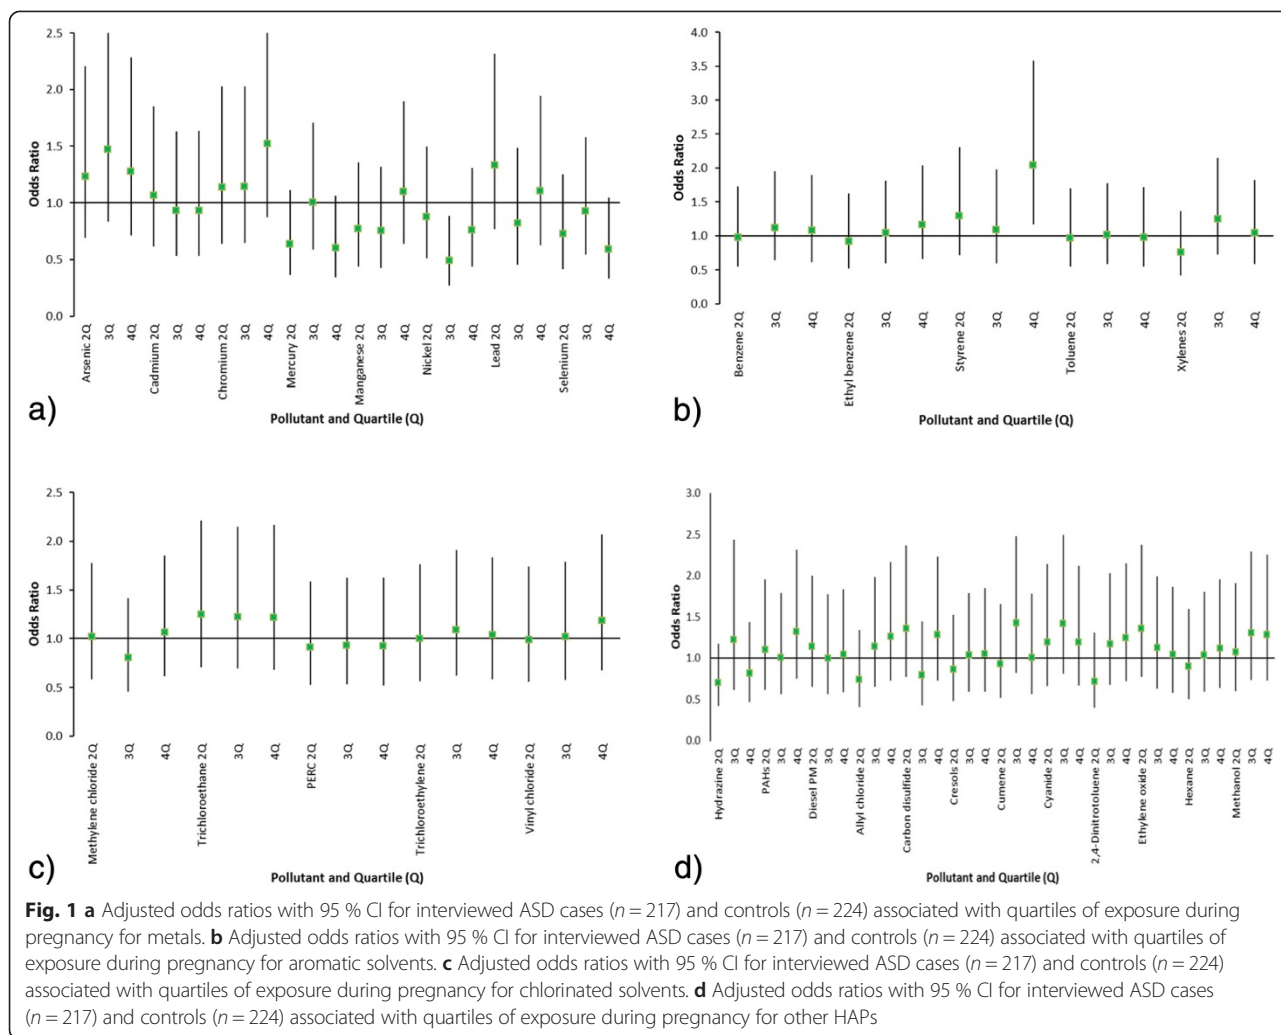 2.5
2.0
1.5
1.0
0.5
0.0
Odds Ratio
Arsenic 2Q
3Q
4Q
Cadmium 2Q
3Q
4Q
Chromium 2Q
3Q
4Q
Mercury 2Q
3Q
4Q
Manganese 2Q
3Q
4Q
Nickel 2Q
3Q
4Q
Lead 2Q
3Q
4Q
Selenium 2Q
3Q
4Q
Pollutant and Quartile (Q)
a)
4.0
3.5
3.0
2.5
2.0
1.5
1.0
0.5
0.0
Odds Ratio
Benzene 2Q
3Q
4Q
Ethyl benzene 2Q
3Q
4Q
Styrene 2Q
3Q
4Q
Toluene 2Q
3Q
4Q
Xylenes 2Q
3Q
4Q
Pollutant and Quartile (Q)
b)
2.5
2.0
1.5
1.0
0.5
0.0
Odds Ratio
Methylene chloride 2Q
3Q
4Q
Trichloroethane 2Q
3Q
4Q
PERC 2Q
3Q
4Q
Trichloroethylene 2Q
3Q
4Q
Vinyl chloride 2Q
3Q
4Q
Pollutant and Quartile (Q)
c)
3.0
2.5
2.0
1.5
1.0
0.5
0.0
Odds Ratio
Hydrazine 2Q
3Q
4Q
PAHs 2Q
3Q
4Q
Diesel PM 2Q
3Q
4Q
Allyl chloride 2Q
3Q
4Q
Carbon disulfide 2Q
3Q
4Q
Cresols 2Q
3Q
4Q
Cumene 2Q
3Q
4Q
Cyanide 2Q
3Q
4Q
2,4-Dinitrotoluene 2Q
3Q
4Q
Ethylene oxide 2Q
3Q
4Q
Hexane 2Q
3Q
4Q
Methanol 2Q
3Q
4Q
Pollutant and Quartile (Q)
d)
Fig. 1 a Adjusted odds ratios with 95 % CI for interviewed ASD cases (n = 217) and controls (n = 224) associated with quartiles of exposure during
pregnancy for metals. b Adjusted odds ratios with 95 % CI for interviewed ASD cases (n = 217) and controls (n = 224) associated with quartiles of
exposure during pregnancy for aromatic solvents. c Adjusted odds ratios with 95 % CI for interviewed ASD cases (n = 217) and controls (n = 224)
associated with quartiles of exposure during pregnancy for chlorinated solvents. d Adjusted odds ratios with 95 % CI for interviewed ASD cases
(n = 217) and controls (n = 224) associated with quartiles of exposure during pregnancy for other HAPs